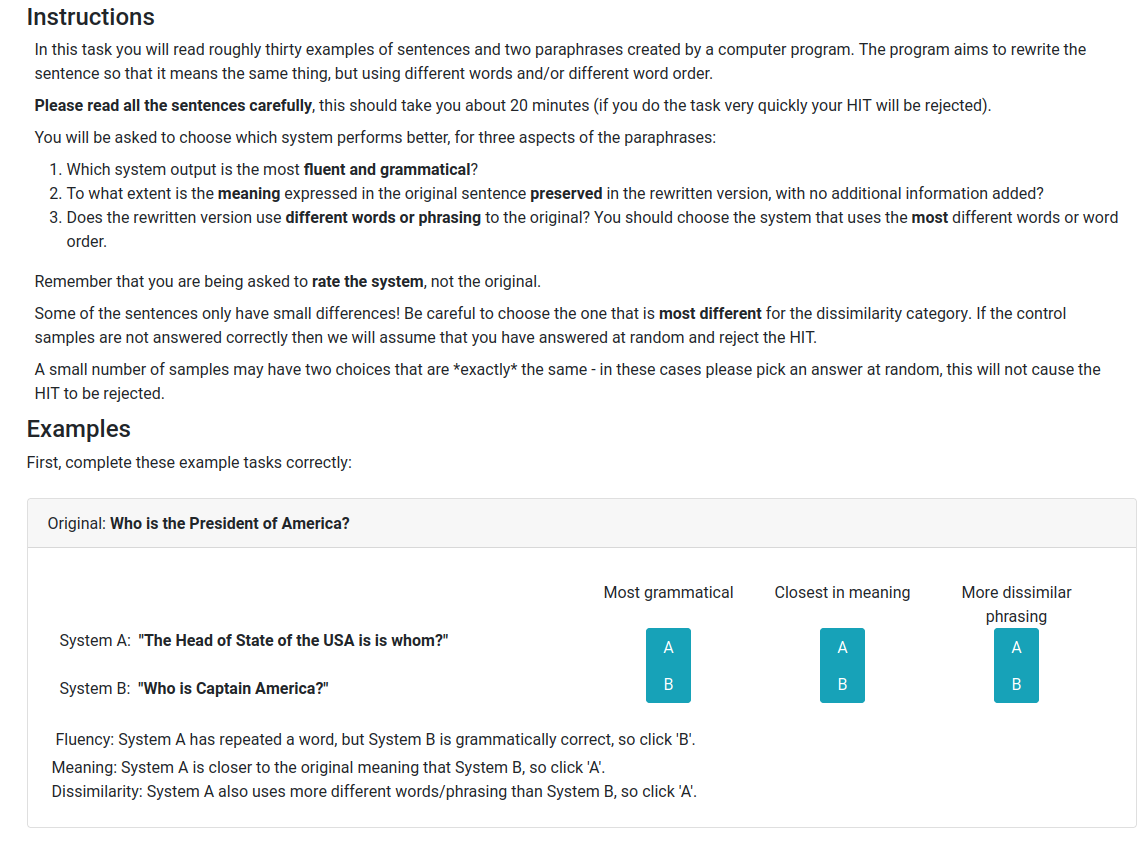 Instructions
In this task you will read roughly thirty examples of sentences and two paraphrases created by a computer program. The program aims to rewrite the
sentence so that it means the same thing, but using different words and/or different word order.
Please read all the sentences carefully, this should take you about 20 minutes (if you do the task very quickly your HIT will be rejected).
You will be asked to choose which system performs better, for three aspects of the paraphrases:
1. Which system output is the most fluent and grammatical?
2. To what extent is the meaning expressed in the original sentence preserved in the rewritten version, with no additional information added?
3. Does the rewritten version use different words or phrasing to the original? You should choose the system that uses the most different words or word
order.
Remember that you are being asked to rate the system, not the original.
Some of the sentences only have small differences! Be careful to choose the one that is most different for the dissimilarity category. If the control
samples are not answered correctly then we will assume that you have answered at random and reject the HIT.
A small number of samples may have two choices that are *exactly* the same - in these cases please pick an answer at random, this will not cause the
HIT to be rejected.
Examples
First, complete these example tasks correctly:
Original: Who is the President of America?
Most grammatical Closest in meaning More dissimilar
phrasing
System A: "The Head of State of the USA is is whom?" A A A
System B: "Who is Captain America?" B B B
Fluency: System A has repeated a word, but System B is grammatically correct, so click 'B'.
Meaning: System A is closer to the original meaning that System B, so click 'A'.
Dissimilarity: System A also uses more different words/phrasing than System B, so click 'A'.